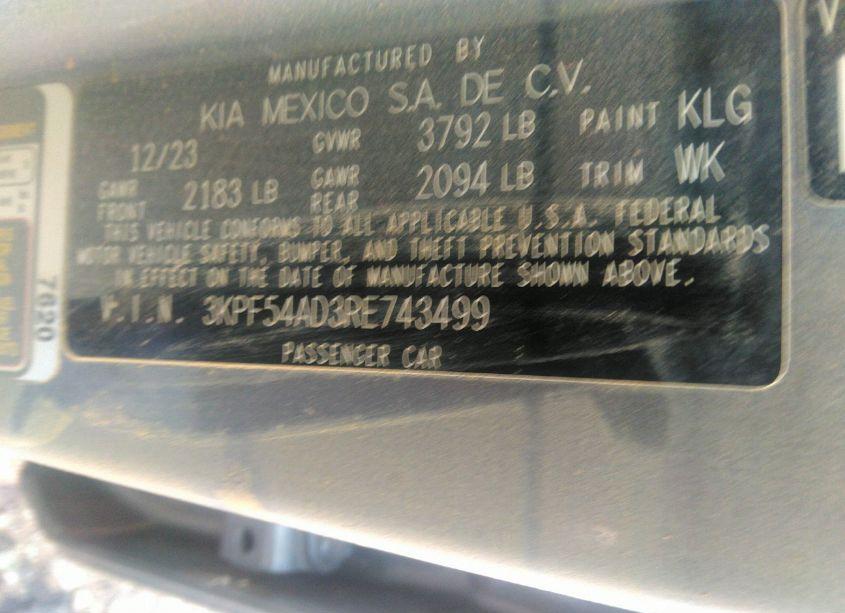 MANUFACTURED BY
KIA MEXICO S.A. DE C.V.
12/23 GVWR 3792 LB PAINT KLG
GAWR FRONT 2183 LB GAWR REAR 2094 LB TRIM WK
THIS VEHICLE CONFORMS TO ALL APPLICABLE U.S.A. FEDERAL
MOTOR VEHICLE SAFETY, BUMPER, AND THEFT PREVENTION STANDARDS
IN EFFECT ON THE DATE OF MANUFACTURE SHOWN ABOVE.
V.I.N. 3KPF54AD3RE743499
PASSENGER CAR
7620
V